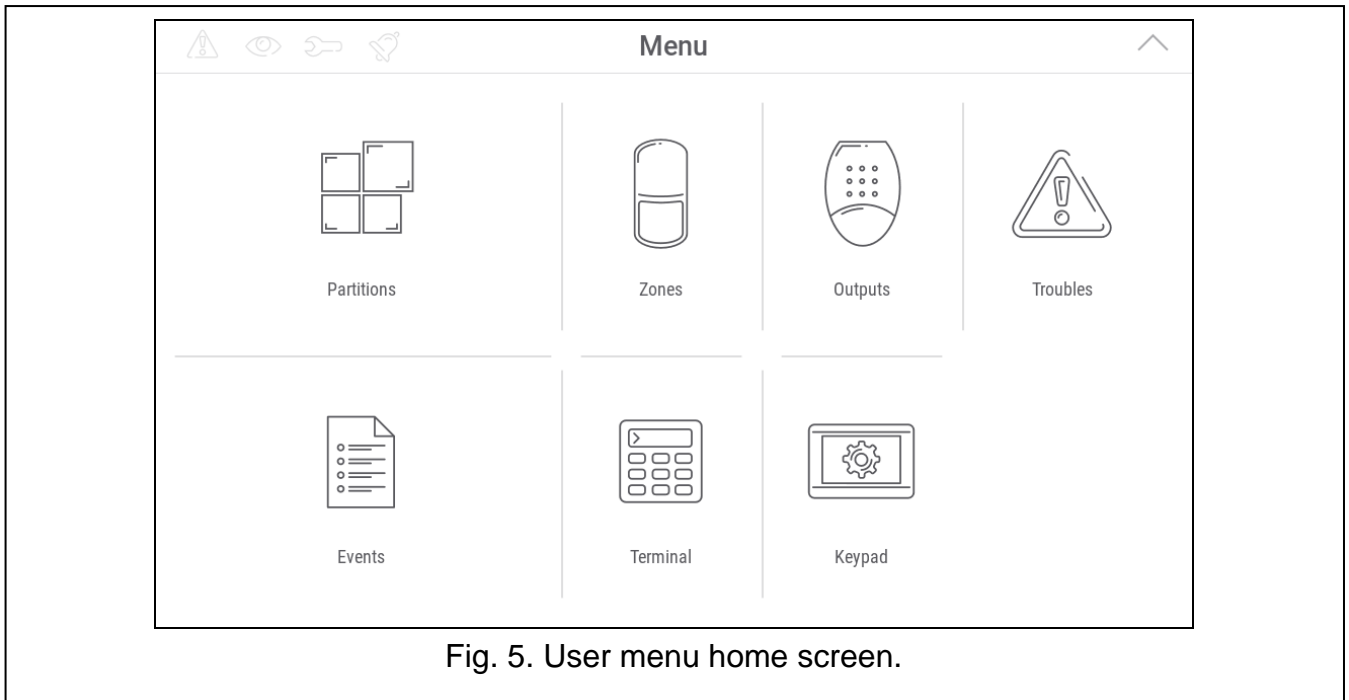 Menu
Partitions
Zones
Outputs
Troubles
Events
Terminal
Keypad
Fig. 5. User menu home screen.